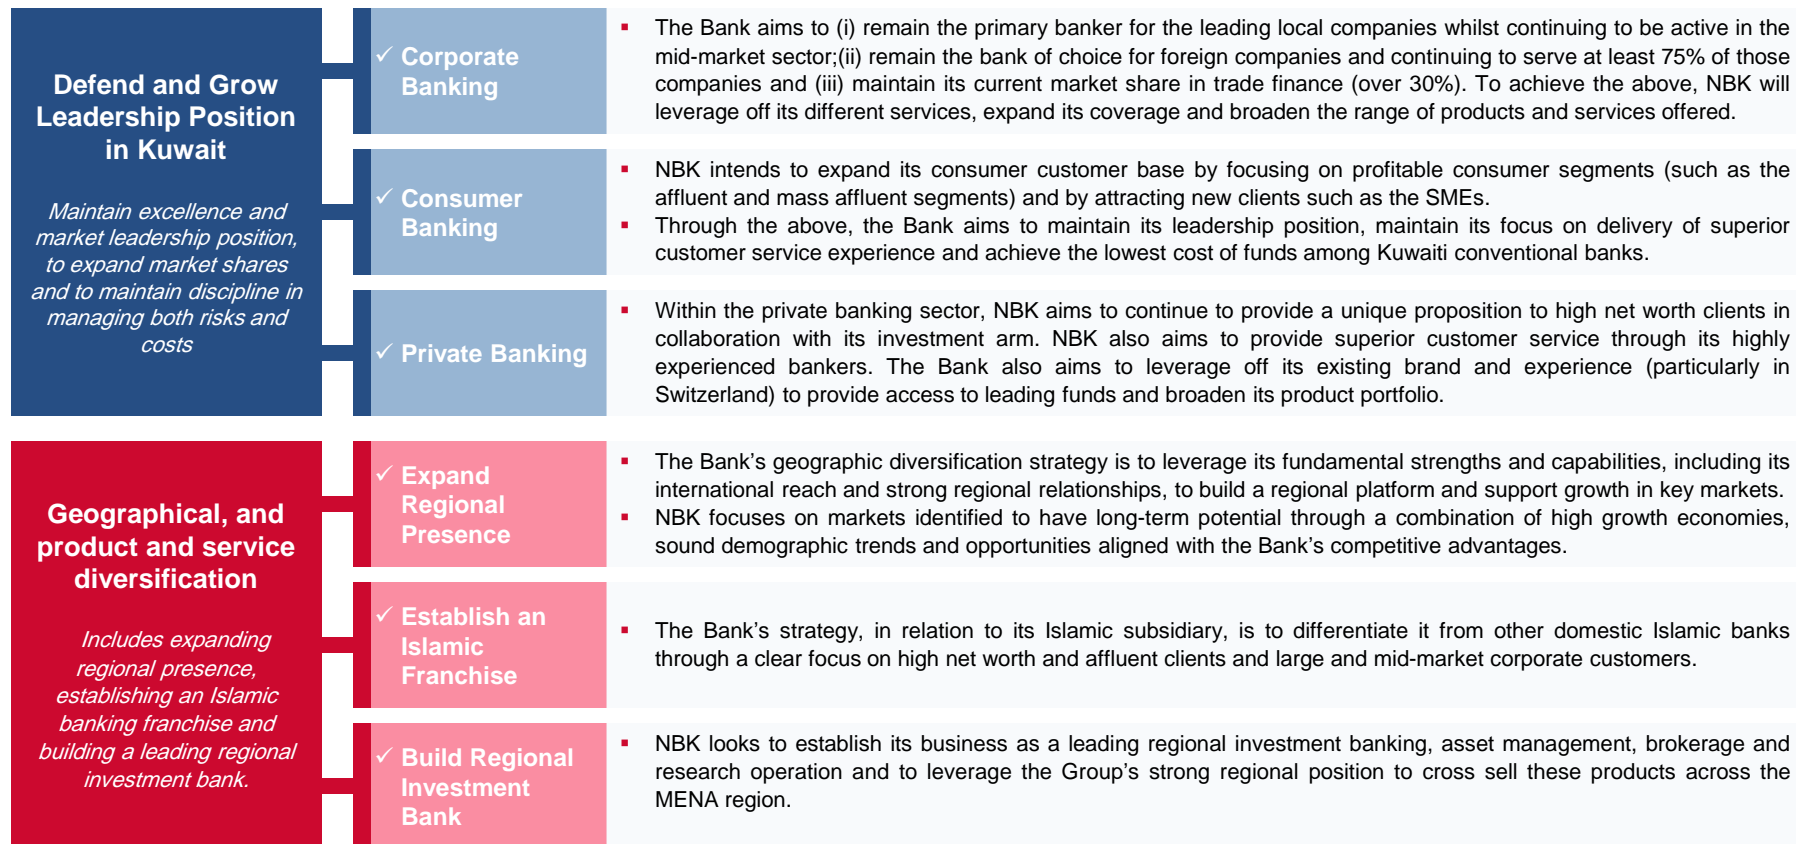 Defend and Grow
Leadership Position
in Kuwait
Maintain excellence and
market leadership position,
to expand market shares
and to maintain discipline in
managing both risks and
costs
✓ Corporate
Banking
▪ The Bank aims to (i) remain the primary banker for the leading local companies whilst continuing to be active in the
mid-market sector;(ii) remain the bank of choice for foreign companies and continuing to serve at least 75% of those
companies and (iii) maintain its current market share in trade finance (over 30%). To achieve the above, NBK will
leverage off its different services, expand its coverage and broaden the range of products and services offered.
✓ Consumer
Banking
▪ NBK intends to expand its consumer customer base by focusing on profitable consumer segments (such as the
affluent and mass affluent segments) and by attracting new clients such as the SMEs.
▪ Through the above, the Bank aims to maintain its leadership position, maintain its focus on delivery of superior
customer service experience and achieve the lowest cost of funds among Kuwaiti conventional banks.
✓ Private Banking
▪ Within the private banking sector, NBK aims to continue to provide a unique proposition to high net worth clients in
collaboration with its investment arm. NBK also aims to provide superior customer service through its highly
experienced bankers. The Bank also aims to leverage off its existing brand and experience (particularly in
Switzerland) to provide access to leading funds and broaden its product portfolio.
Geographical, and
product and service
diversification
Includes expanding
regional presence,
establishing an Islamic
banking franchise and
building a leading regional
investment bank.
✓ Expand
Regional
Presence
▪ The Bank's geographic diversification strategy is to leverage its fundamental strengths and capabilities, including its
international reach and strong regional relationships, to build a regional platform and support growth in key markets.
▪ NBK focuses on markets identified to have long-term potential through a combination of high growth economies,
sound demographic trends and opportunities aligned with the Bank's competitive advantages.
✓ Establish an
Islamic
Franchise
▪ The Bank's strategy, in relation to its Islamic subsidiary, is to differentiate it from other domestic Islamic banks
through a clear focus on high net worth and affluent clients and large and mid-market corporate customers.
✓ Build Regional
Investment
Bank
▪ NBK looks to establish its business as a leading regional investment banking, asset management, brokerage and
research operation and to leverage the Group's strong regional position to cross sell these products across the
MENA region.